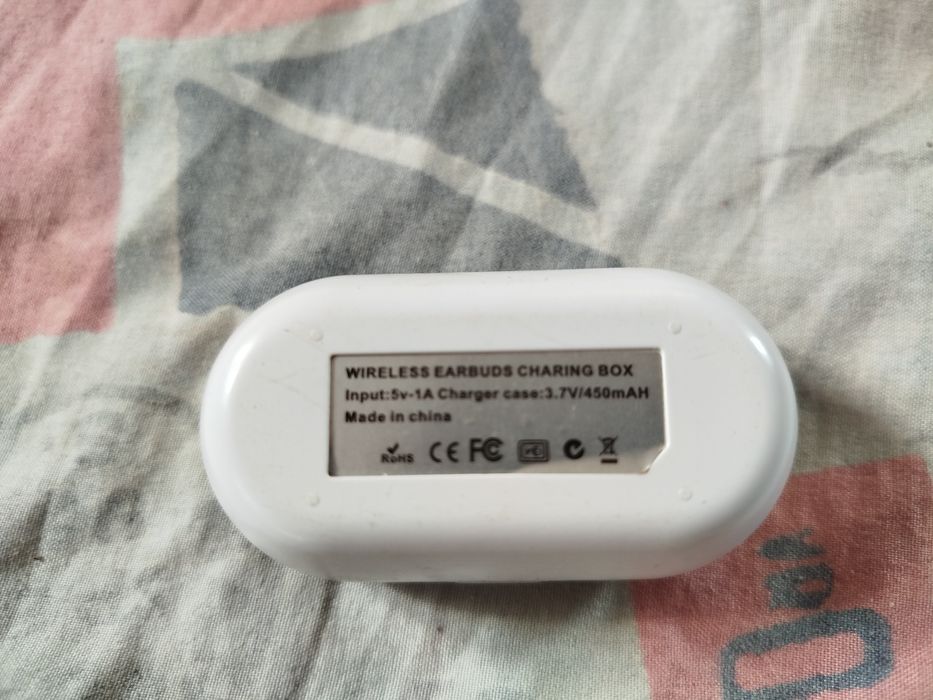 WIRELESS EARBUDS CHARING BOX
Input:5v-1A Charger case:3.7V/450mAH
Made in china
RoHS CE FC